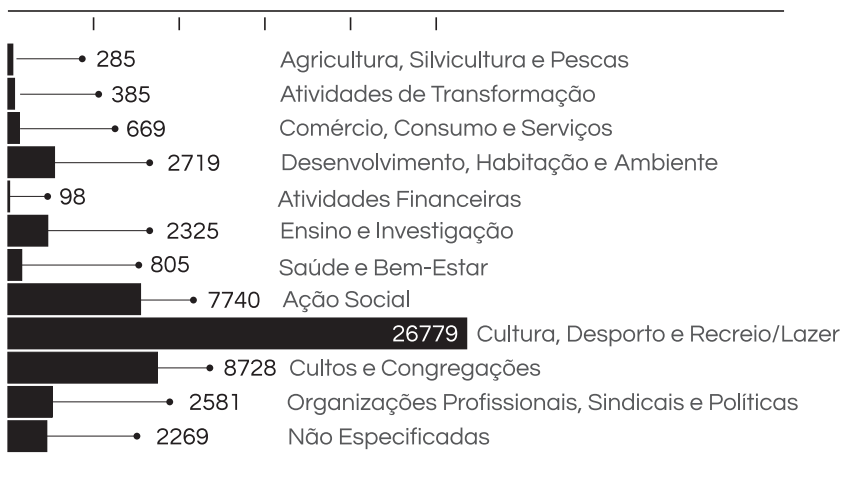 285 Agricultura, Silvicultura e Pescas
385 Atividades de Transformação
669 Comércio, Consumo e Serviços
2719 Desenvolvimento, Habitação e Ambiente
98 Atividades Financeiras
2325 Ensino e Investigação
805 Saúde e Bem-Estar
7740 Ação Social
26779 Cultura, Desporto e Recreio/Lazer
8728 Cultos e Congregações
2581 Organizações Profissionais, Sindicais e Políticas
2269 Não Especificadas